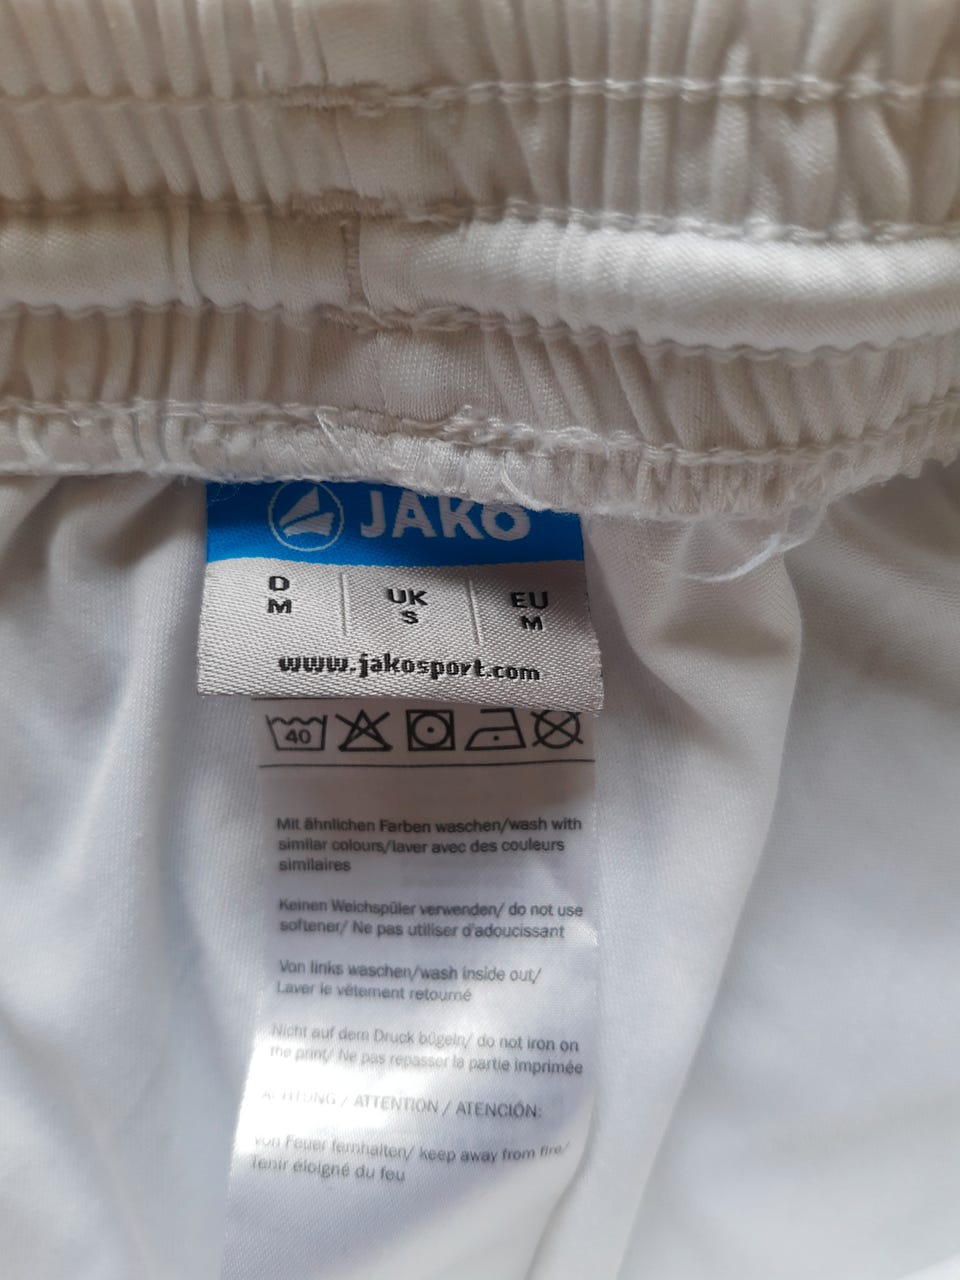 JAKO
D UK EU
M S M
www.jakosport.com
40
Mit ähnlichen Farben waschen/wash with
similar colours/laver avec des couleurs
similaires
Keinen Weichspüler verwenden/ do not use
softener/ Ne pas utiliser d'adoucissant
Von links waschen/wash inside out/
Laver le vêtement retourné
Nicht auf dem Druck bügeln/ do not iron on
the print/ Ne pas repasser la partie imprimée
ACHTUNG / ATTENTION / ATENCIÓN:
von Feuer fernhalten/ keep away from fire/
Tenir éloigné du feu